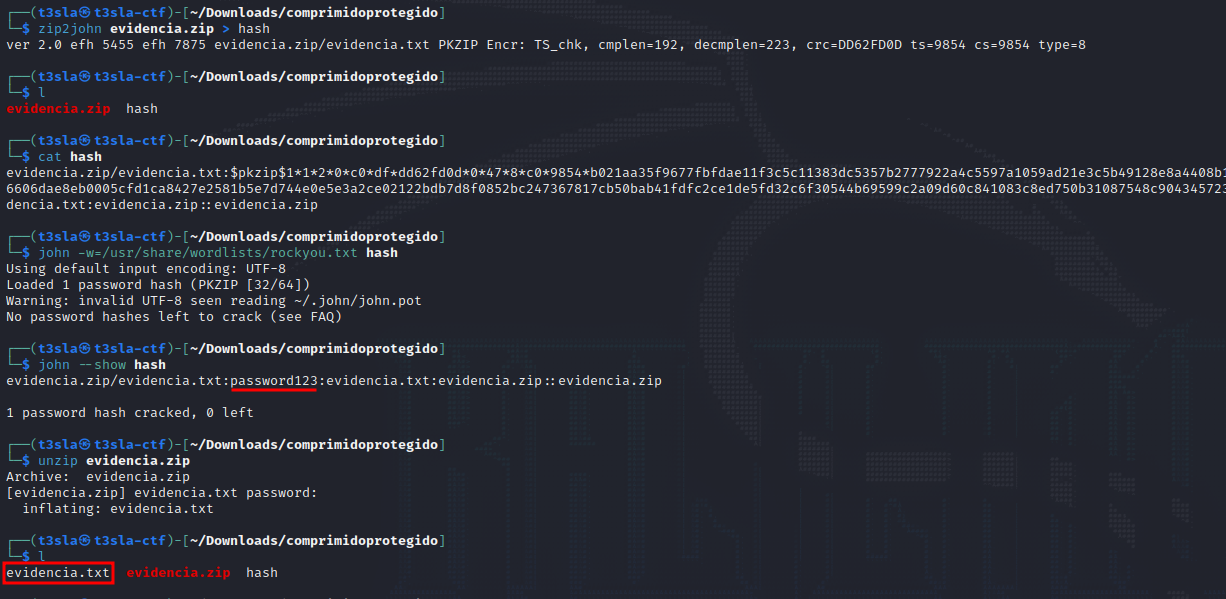 ┌──(t3sla㉿t3sla-ctf)-[~/Downloads/comprimidoprotegido]
└─$ zip2john evidencia.zip > hash
ver 2.0 efh 5455 efh 7875 evidencia.zip/evidencia.txt PKZIP Encr: TS_chk, cmplen=192, decmplen=223, crc=DD62FD0D ts=9854 cs=9854 type=8
┌──(t3sla㉿t3sla-ctf)-[~/Downloads/comprimidoprotegido]
└─$ l
evidencia.zip  hash
┌──(t3sla㉿t3sla-ctf)-[~/Downloads/comprimidoprotegido]
└─$ cat hash
evidencia.zip/evidencia.txt:$pkzip$1*1*2*0*c0*df*dd62fd0d*0*47*8*c0*9854*b021aa35f9677fbfdae11f3c5c11383dc5357b2777922a4c5597a1059ad21e3c5b49128e8a4408b1
6606dae8eb0005cfd1ca8427e2581b5e7d744e0e5e3a2ce02122bdb7d8f0852bc247367817cb50bab41fdfc2ce1de5fd32c6f30544b69599c2a09d60c841083c8ed750b31087548c904345723
dencia.txt:evidencia.zip::evidencia.zip
┌──(t3sla㉿t3sla-ctf)-[~/Downloads/comprimidoprotegido]
└─$ john -w=/usr/share/wordlists/rockyou.txt hash
Using default input encoding: UTF-8
Loaded 1 password hash (PKZIP [32/64])
Warning: invalid UTF-8 seen reading ~/.john/john.pot
No password hashes left to crack (see FAQ)
┌──(t3sla㉿t3sla-ctf)-[~/Downloads/comprimidoprotegido]
└─$ john --show hash
evidencia.zip/evidencia.txt:password123:evidencia.txt:evidencia.zip::evidencia.zip
1 password hash cracked, 0 left
┌──(t3sla㉿t3sla-ctf)-[~/Downloads/comprimidoprotegido]
└─$ unzip evidencia.zip
Archive:  evidencia.zip
[evidencia.zip] evidencia.txt password:
  inflating: evidencia.txt
┌──(t3sla㉿t3sla-ctf)-[~/Downloads/comprimidoprotegido]
└─$ l
evidencia.txt  evidencia.zip  hash